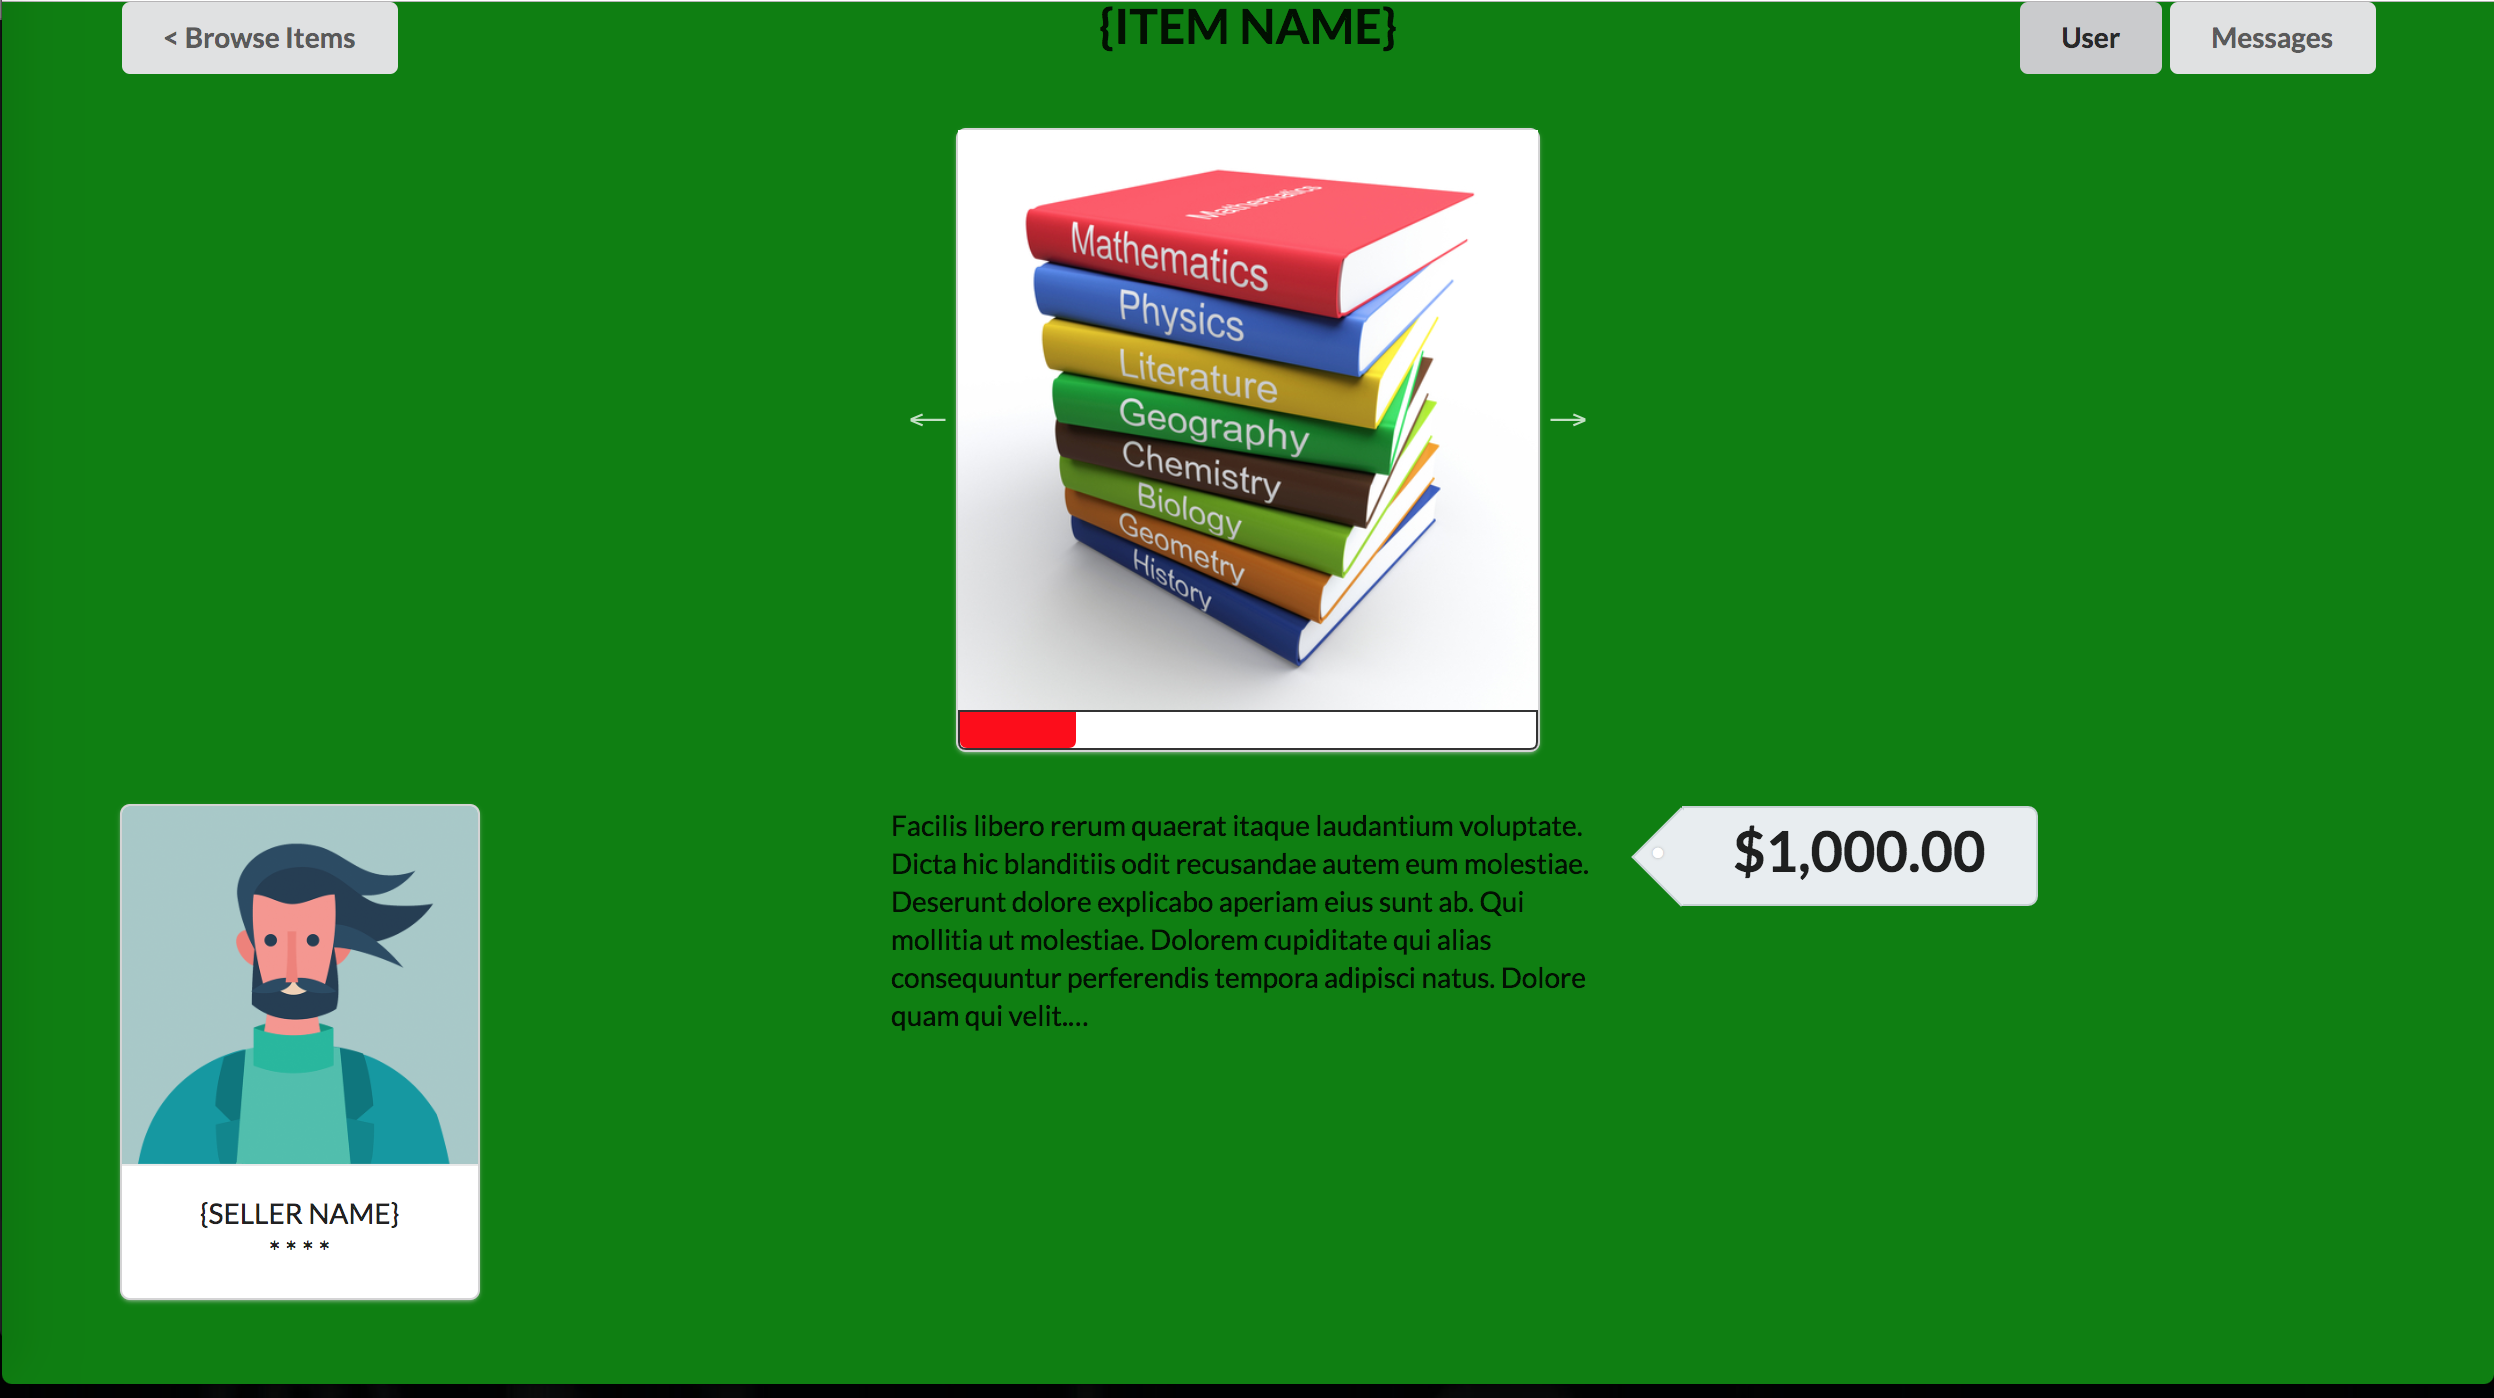 < Browse Items
{ITEM NAME}
User
Messages
Mathematics
Mathematics
Physics
Literature
Geography
Chemistry
Biology
Geometry
History
Facilis libero rerum quaerat itaque laudantium voluptate.
Dicta hic blanditiis odit recusandae autem eum molestiae.
Deserunt dolore explicabo aperiam eius sunt ab. Qui
mollitia ut molestiae. Dolorem cupiditate qui alias
consequuntur perferendis tempora adipisci natus. Dolore
quam qui velit....
$1,000.00
{SELLER NAME}
* * * *